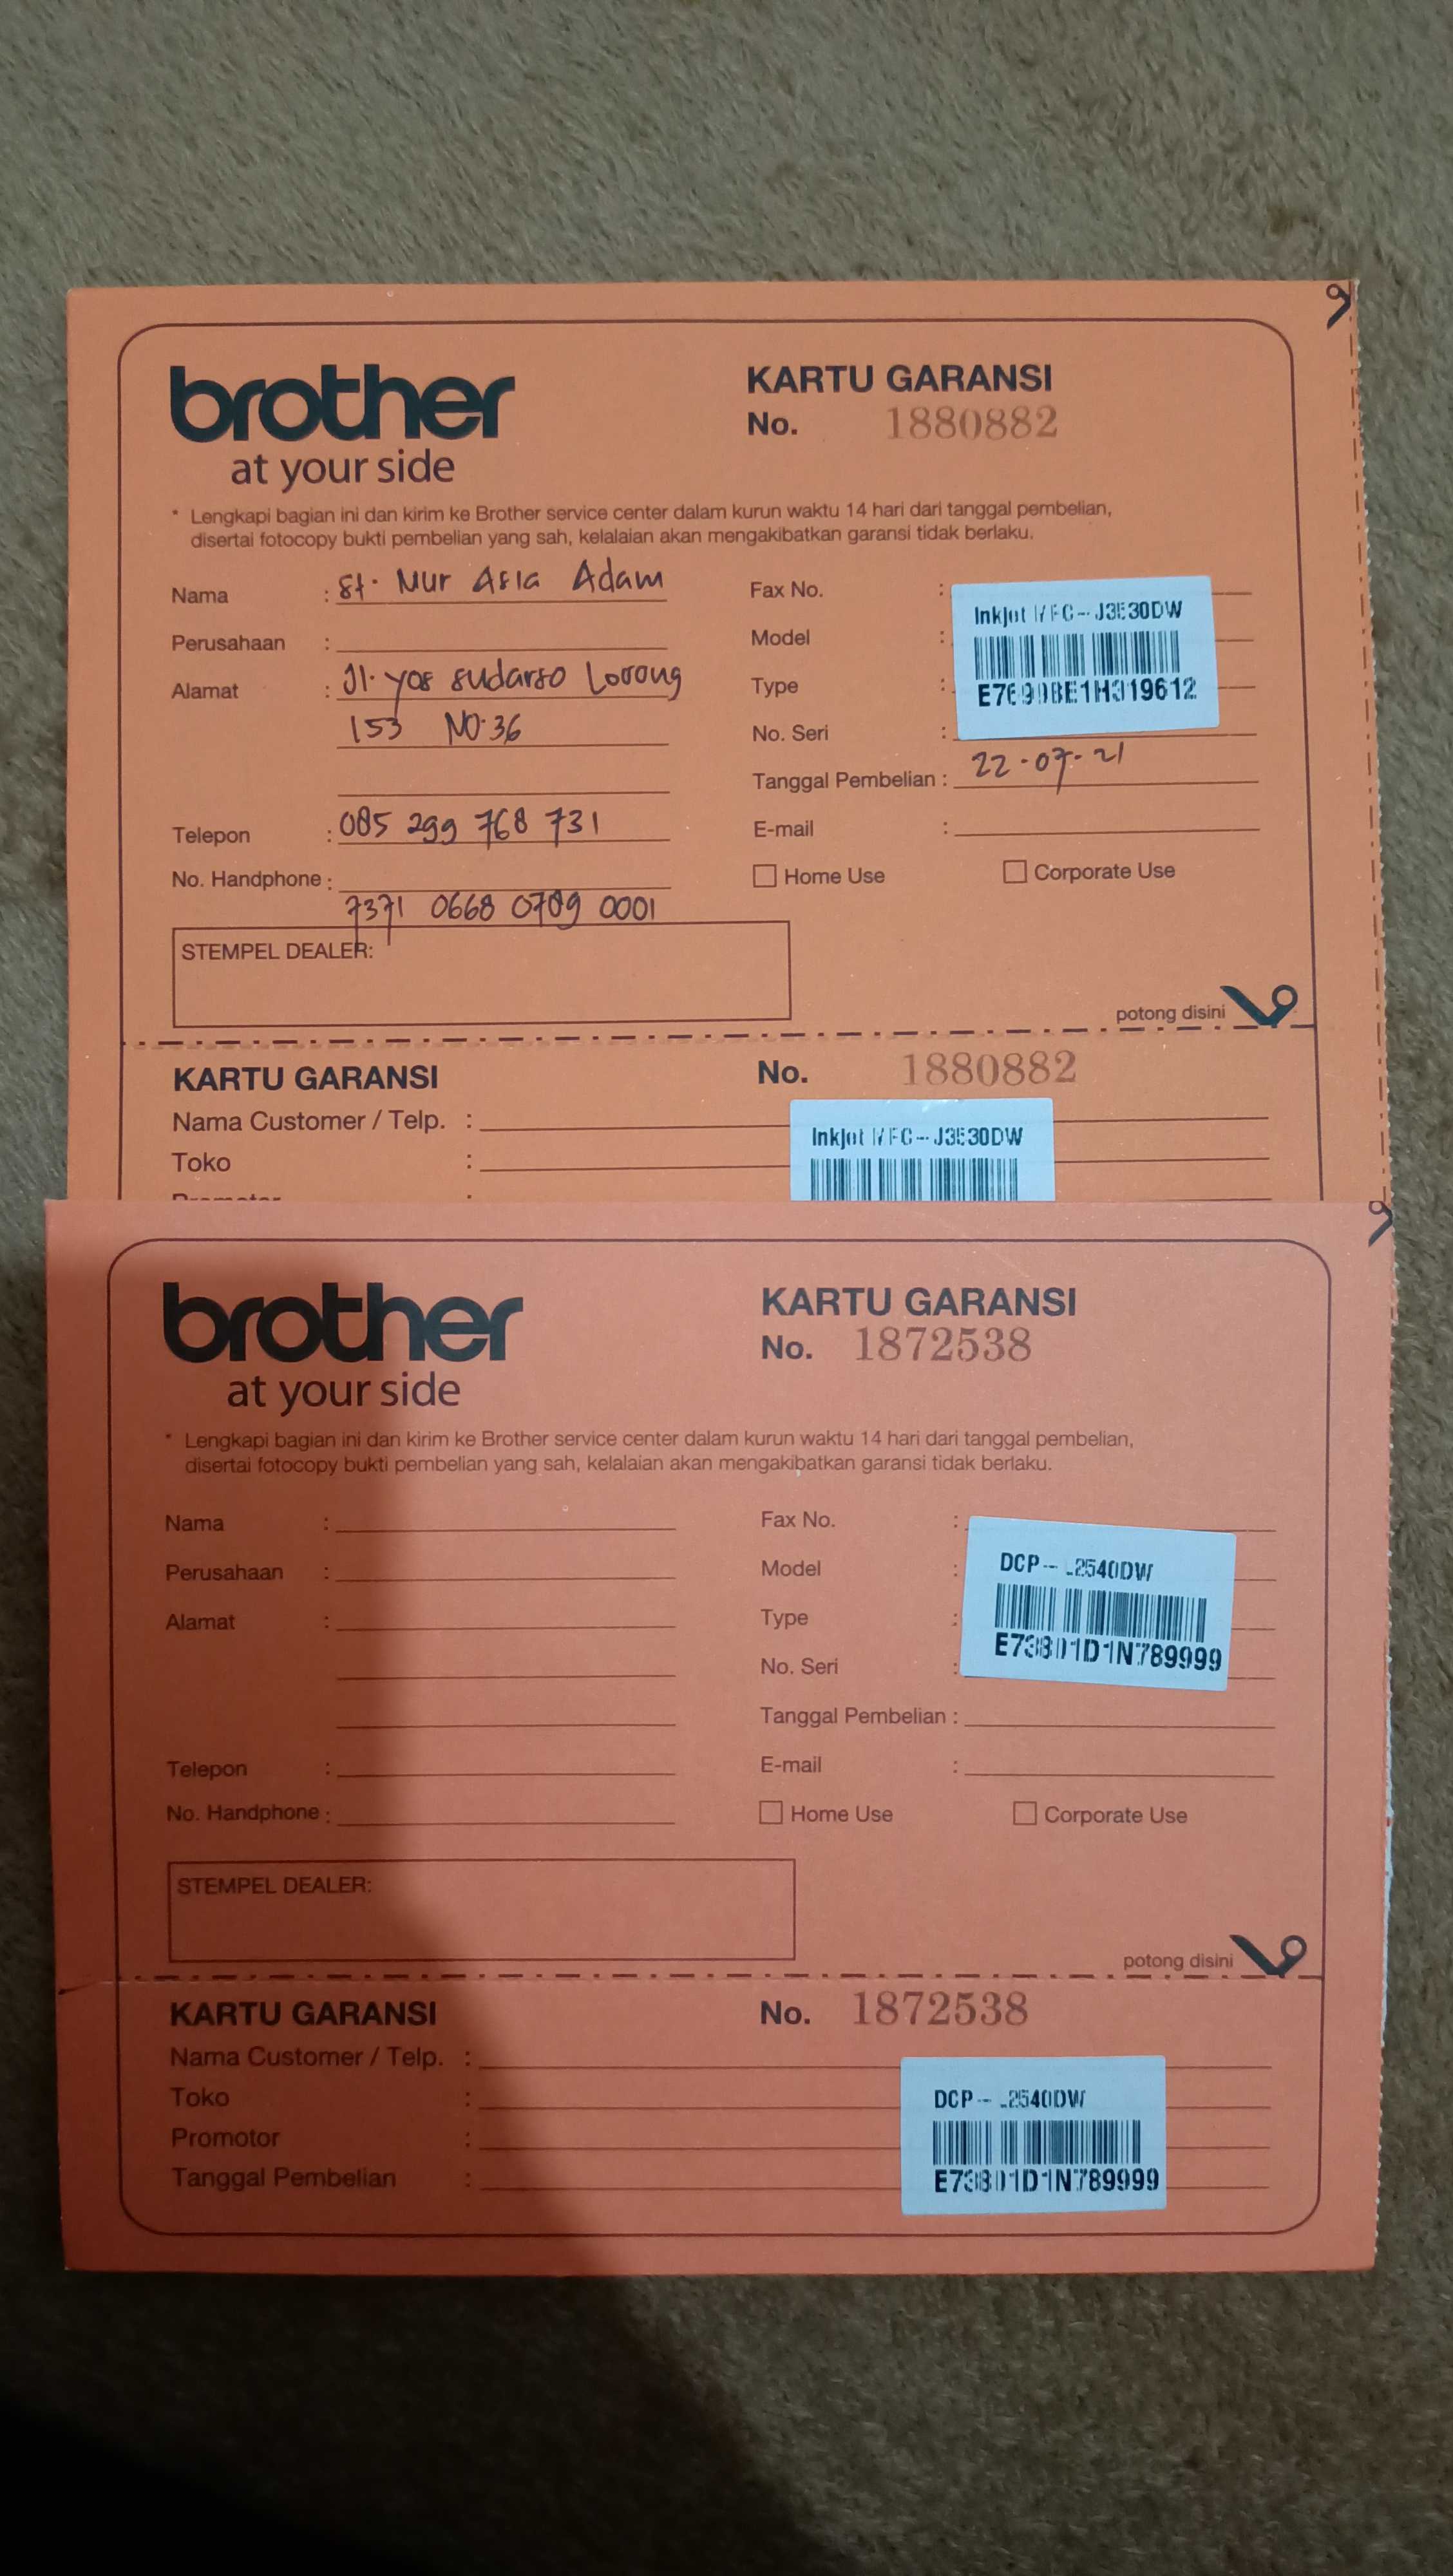 brother
at your side
KARTU GARANSI
No. 1880882
* Lengkapi bagian ini dan kirim ke Brother service center dalam kurun waktu 14 hari dari tanggal pembelian,
disertai fotocopy bukti pembelian yang sah, kelalaian akan mengakibatkan garansi tidak berlaku.
Nama : St. Nur Asia Adam
Perusahaan :
Alamat : Jl. Yos sudarso Lorong
153 NO. 36
Telepon : 085 299 768 731
No. Handphone :
7371 0668 0709 0001
STEMPEL DEALER:
Fax No. :
Model :
Type :
No. Seri :
Inkjet MFC-J3530DW
Tanggal Pembelian : 22-07-21
E-mail :
Home Use
Corporate Use
potong disini
KARTU GARANSI
No. 1880882
Nama Customer / Telp. :
Toko :
Inkjet MFC-J3530DW
brother
at your side
KARTU GARANSI
No. 1872538
* Lengkapi bagian ini dan kirim ke Brother service center dalam kurun waktu 14 hari dari tanggal pembelian,
disertai fotocopy bukti pembelian yang sah, kelalaian akan mengakibatkan garansi tidak berlaku.
Nama :
Perusahaan :
Alamat :
Telepon :
No. Handphone :
STEMPEL DEALER:
Fax No. :
Model :
Type :
No. Seri :
DCP-L2540DW
E73801D1N789999
Tanggal Pembelian :
E-mail :
Home Use
Corporate Use
potong disini
KARTU GARANSI
No. 1872538
Nama Customer / Telp. :
Toko :
Promotor :
Tanggal Pembelian :
DCP-L2540DW
E73801D1N789999